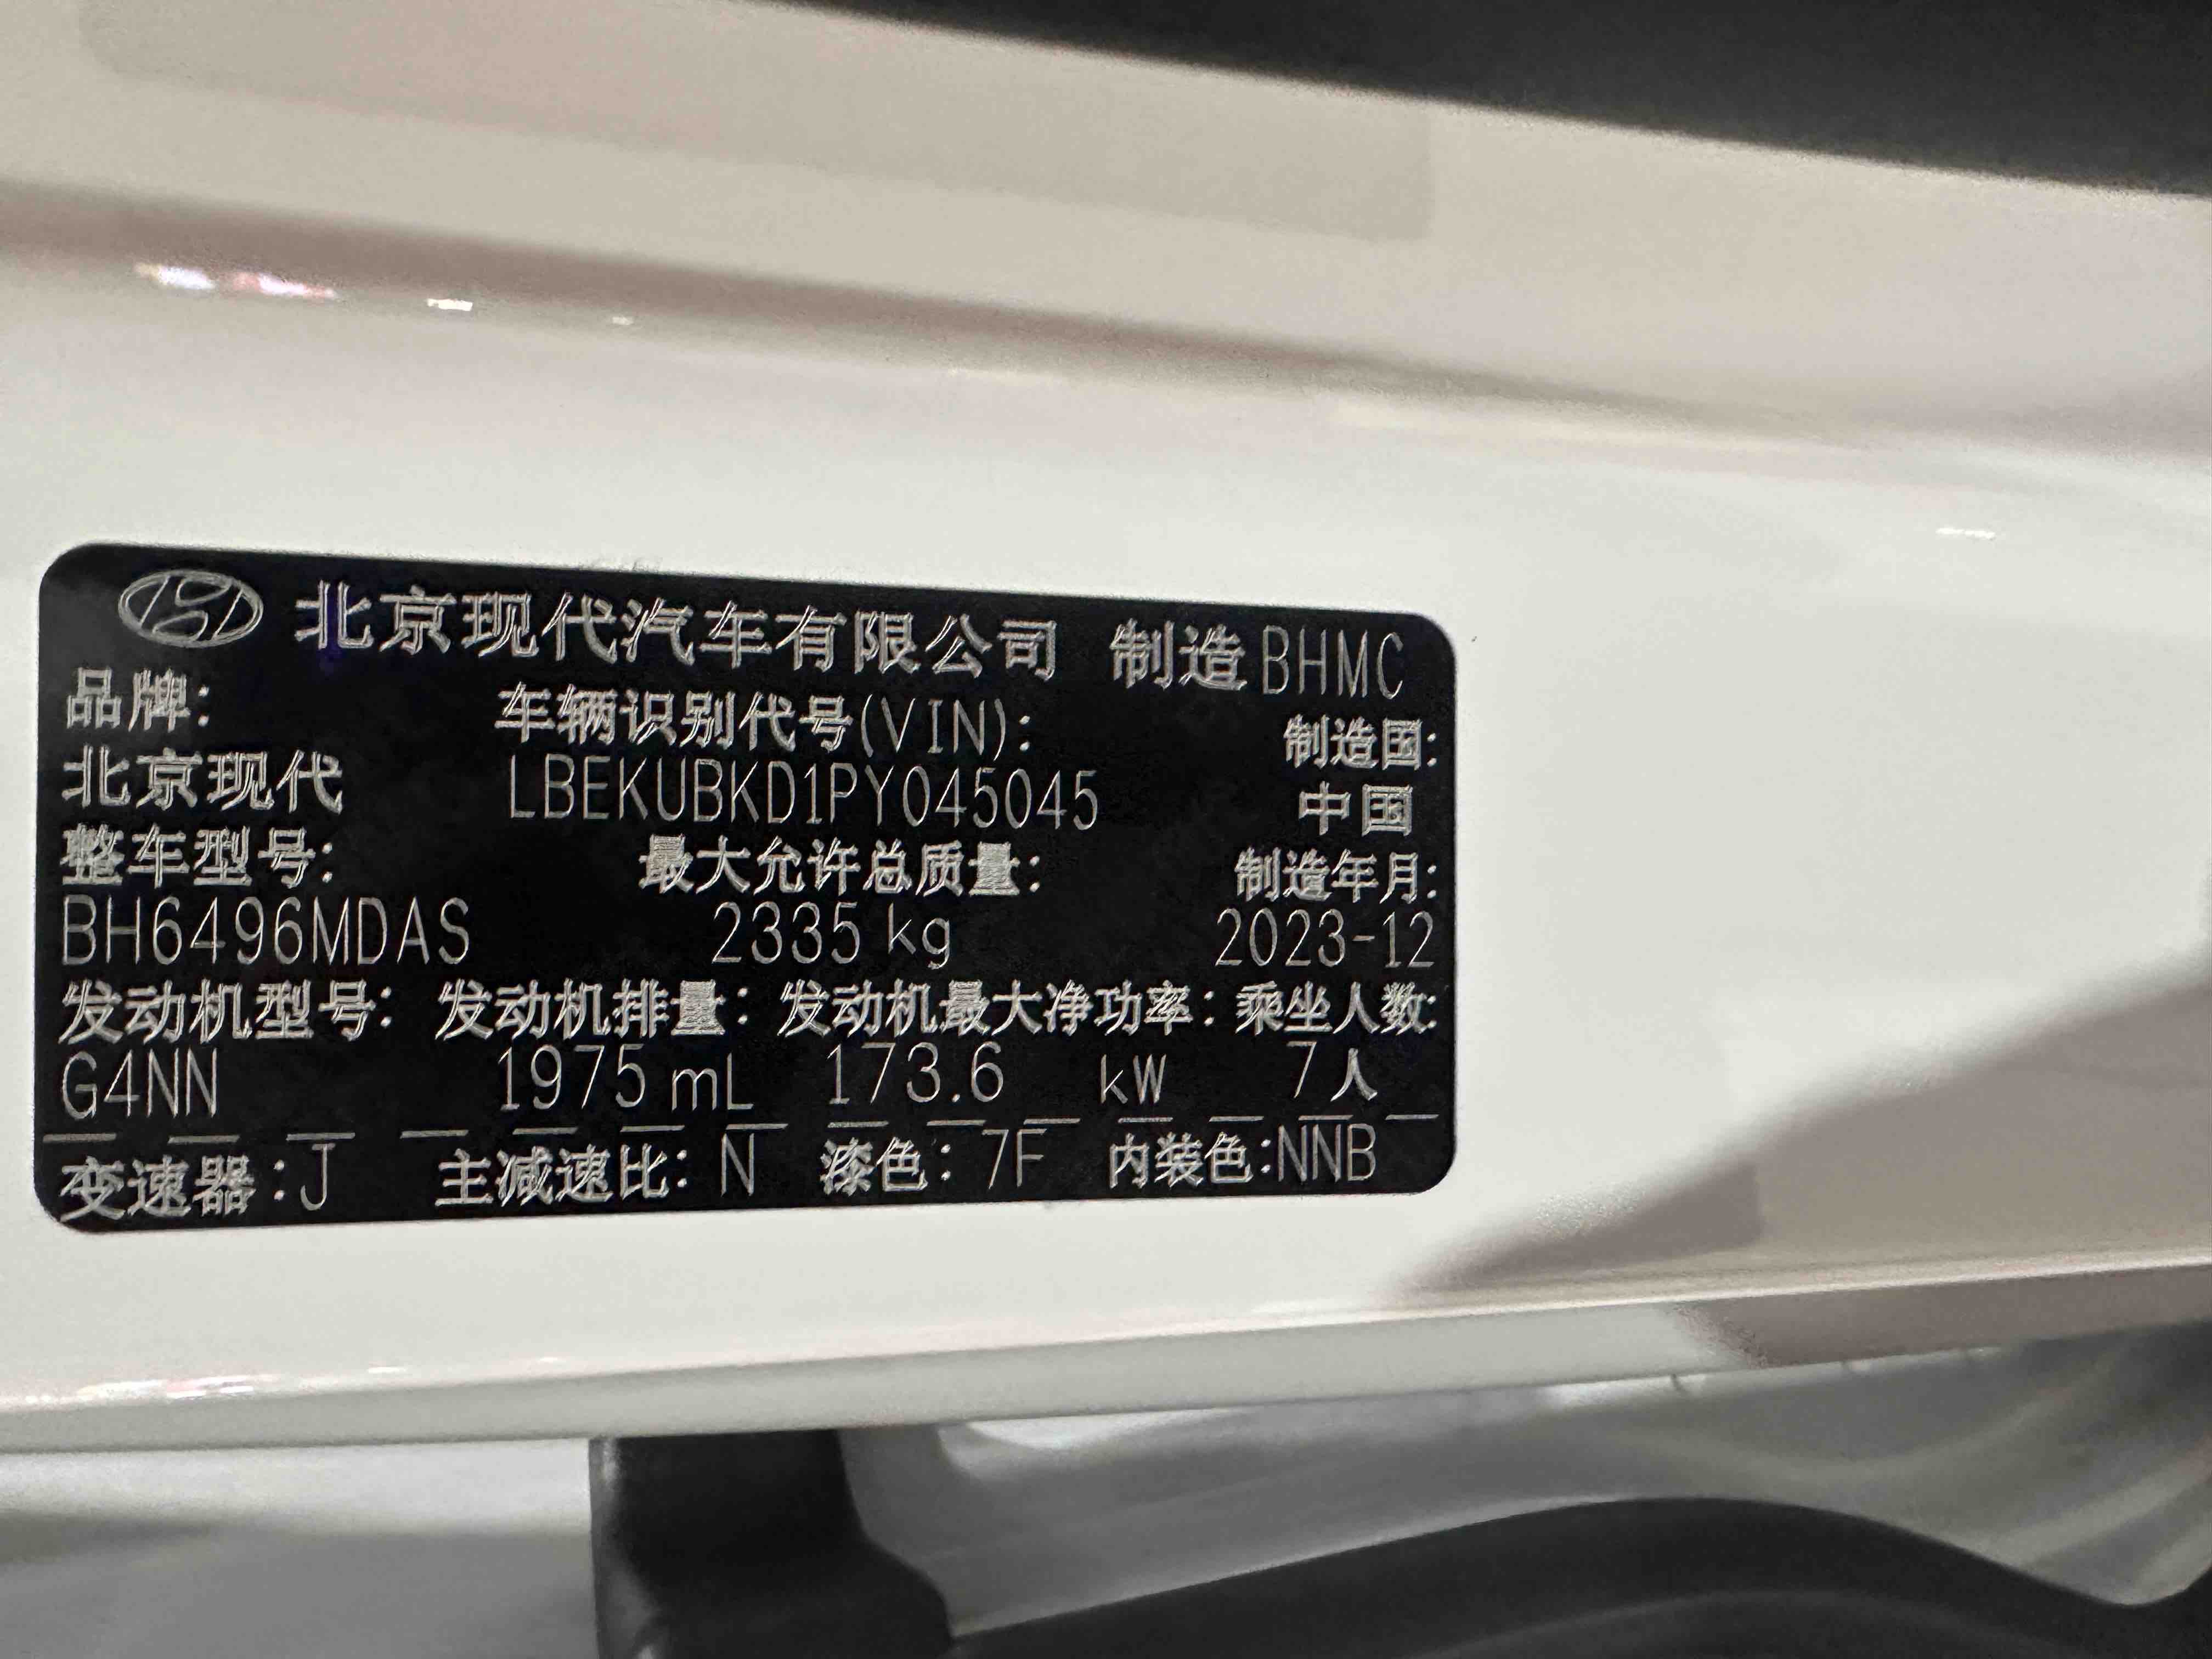 北京现代汽车有限公司 制造 BHMC
品牌: 车辆识别代号(VIN): 制造国:
北京现代 LBEKUBKD1PY045045 中国
整车型号: 最大允许总质量: 制造年月:
BH6496MDAS 2335 kg 2023-12
发动机型号: 发动机排量: 发动机最大净功率: 乘坐人数:
G4NN 1975 mL 173.6 kW 7人
变速器:J 主减速比: N 漆色: 7F 内装色:NNB